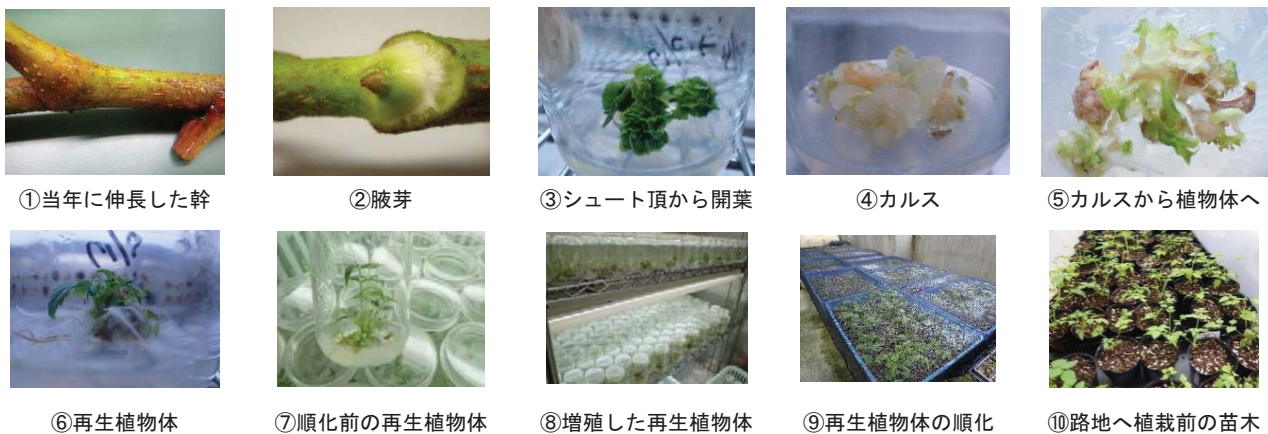 ①当年に伸長した幹
②腋芽
③シュート頂から開葉
④カルス
⑤カルスから植物体へ
⑥再生植物体
⑦順化前の再生植物体
⑧増殖した再生植物体
⑨再生植物体の順化
⑩路地へ植栽前の苗木